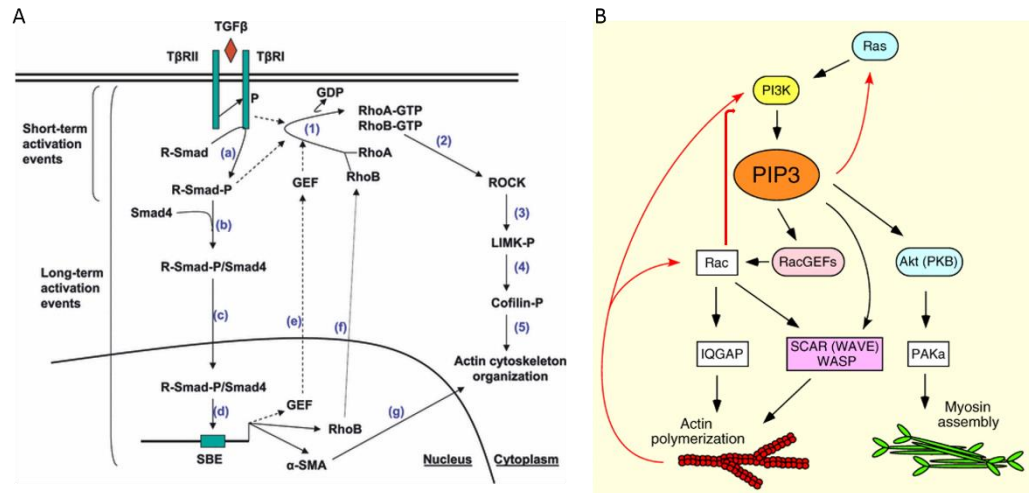 A
TGFβ
TβRII
TβRI
P
GDP
RhoA-GTP
RhoB-GTP
(1)
(2)
Short-term
activation
events
R-Smad
(a)
RhoA
RhoB
GEF
ROCK
R-Smad-P
Smad4
(b)
(3)
LIMK-P
R-Smad-P/Smad4
(4)
Long-term
activation
events
Cofilin-P
(c)
(e)
(f)
(5)
Actin cytoskeleton
organization
R-Smad-P/Smad4
(d)
GEF
(g)
RhoB
SBE
α-SMA
Nucleus
Cytoplasm
B
Ras
PI3K
PIP3
Rac
RacGEFs
Akt (PKB)
IQGAP
SCAR (WAVE)
WASP
PAKa
Actin
polymerization
Myosin
assembly